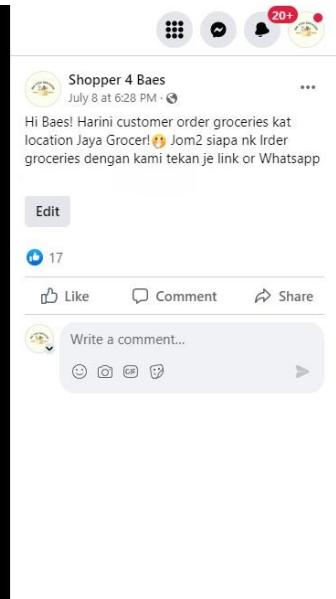 20+
Shopper 4 Baes
July 8 at 6:28 PM ·
Hi Baes! Harini customer order groceries kat
location Jaya Grocer! Jom2 siapa nk Irder
groceries dengan kami tekan je link or Whatsapp
Edit
17
Like Comment Share
Write a comment...
GIF